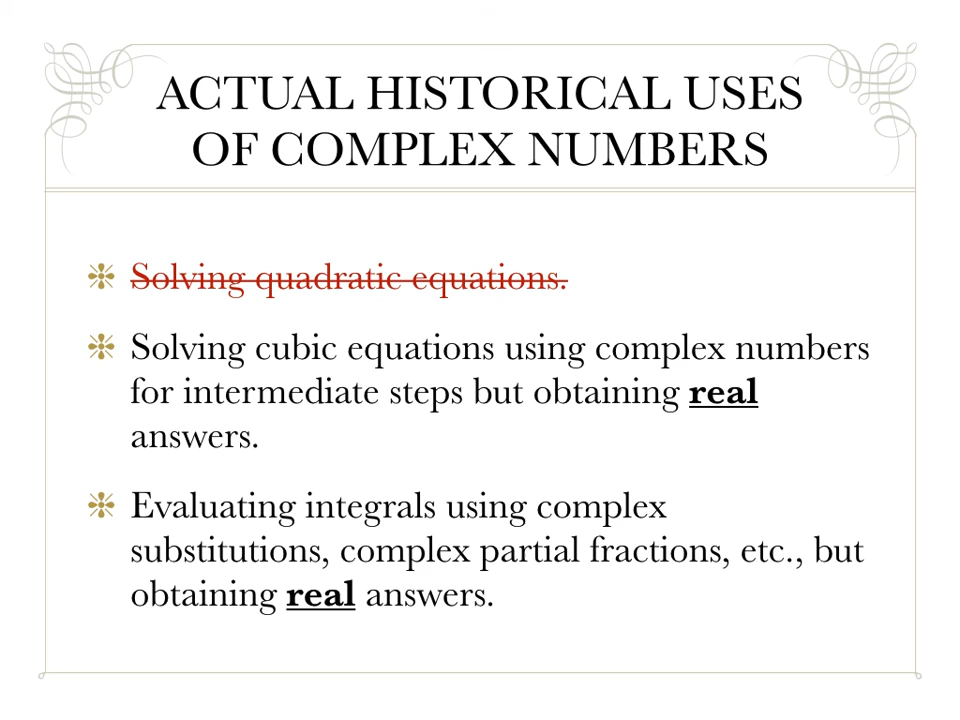 ACTUAL HISTORICAL USES
OF COMPLEX NUMBERS
Solving quadratic equations.
Solving cubic equations using complex numbers
for intermediate steps but obtaining real
answers.
Evaluating integrals using complex
substitutions, complex partial fractions, etc., but
obtaining real answers.